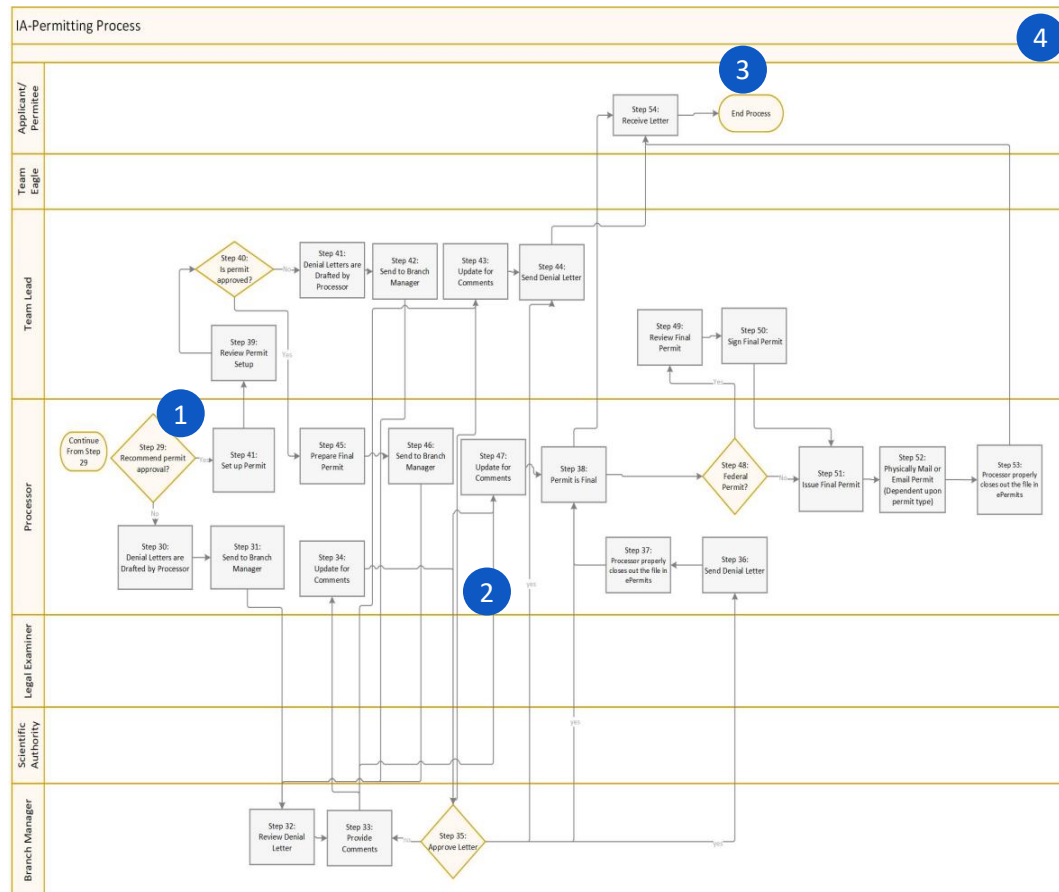 IA-Permitting Process
4
3
Applicant/
Permitee
Step 54:
Receive Letter
End Process
Team
Eagle
Team Lead
Step 40:
Is permit
approved?
No
Step 41:
Denial Letters are
Drafted by
Processor
Step 42:
Send to Branch
Manager
Step 43:
Update for
Comments
Step 44:
Send Denial Letter
Step 39:
Review Permit
Setup
Yes
Step 49:
Review Final
Permit
Step 50:
Sign Final Permit
Yes
Processor
1
Continue
From Step
29
Step 29:
Recommend permit
approval?
Yes
Step 41:
Set up Permit
Step 45:
Prepare Final
Permit
Step 46:
Send to Branch
Manager
Step 47:
Update for
Comments
Step 38:
Permit is Final
Step 48:
Federal
Permit?
No
Step 51:
Issue Final Permit
Step 52:
Physically Mail or
Email Permit
(Dependent upon
permit type)
Step 53:
Processor properly
closes out the file in
ePermits
No
Step 30:
Denial Letters are
Drafted by Processor
Step 31:
Send to Branch
Manager
Step 34:
Update for
Comments
2
yes
Step 37:
Processor properly
closes out the file in
ePermits
Step 36:
Send Denial Letter
Legal Examiner
Scientific
Authority
yes
Branch Manager
Step 32:
Review Denial
Letter
Step 33:
Provide
Comments
no
Step 35:
Approve Letter
yes